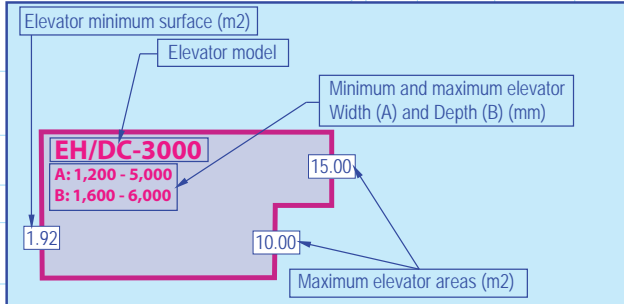 Elevator minimum surface (m2)
Elevator model
Minimum and maximum elevator
Width (A) and Depth (B) (mm)
EH/DC-3000
A: 1,200 - 5,000
B: 1,600 - 6,000
15.00
1.92
10.00
Maximum elevator areas (m2)